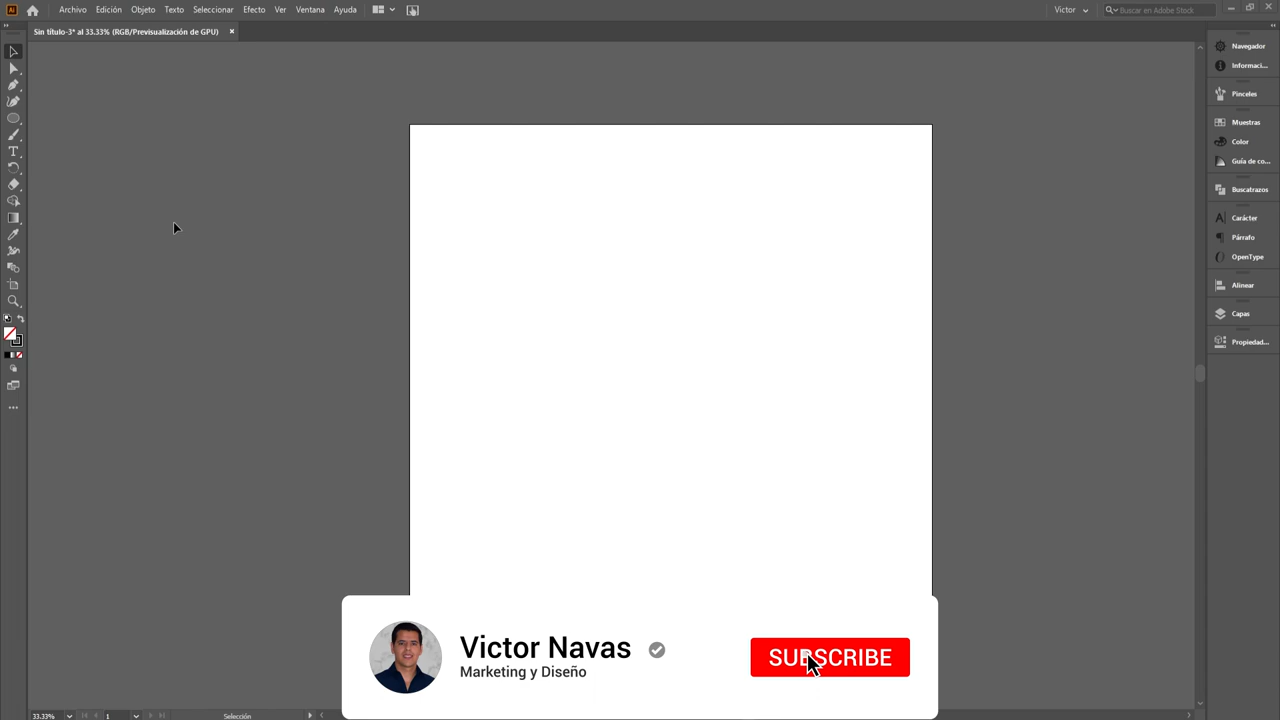 Ai Archivo Edición Objeto Texto Seleccionar Efecto Ver Ventana Ayuda Victor Buscar en Adobe Stock
Sin título-3* al 33.33% (RGB/Previsualización de GPU)
Navegador
Informaci...
Pinceles
Muestras
Color
Guía de co...
Buscatrazos
Carácter
Párrafo
OpenType
Alinear
Capas
Propiedad...
Victor Navas
Marketing y Diseño
SUBSCRIBE
33.33% 1 Selección